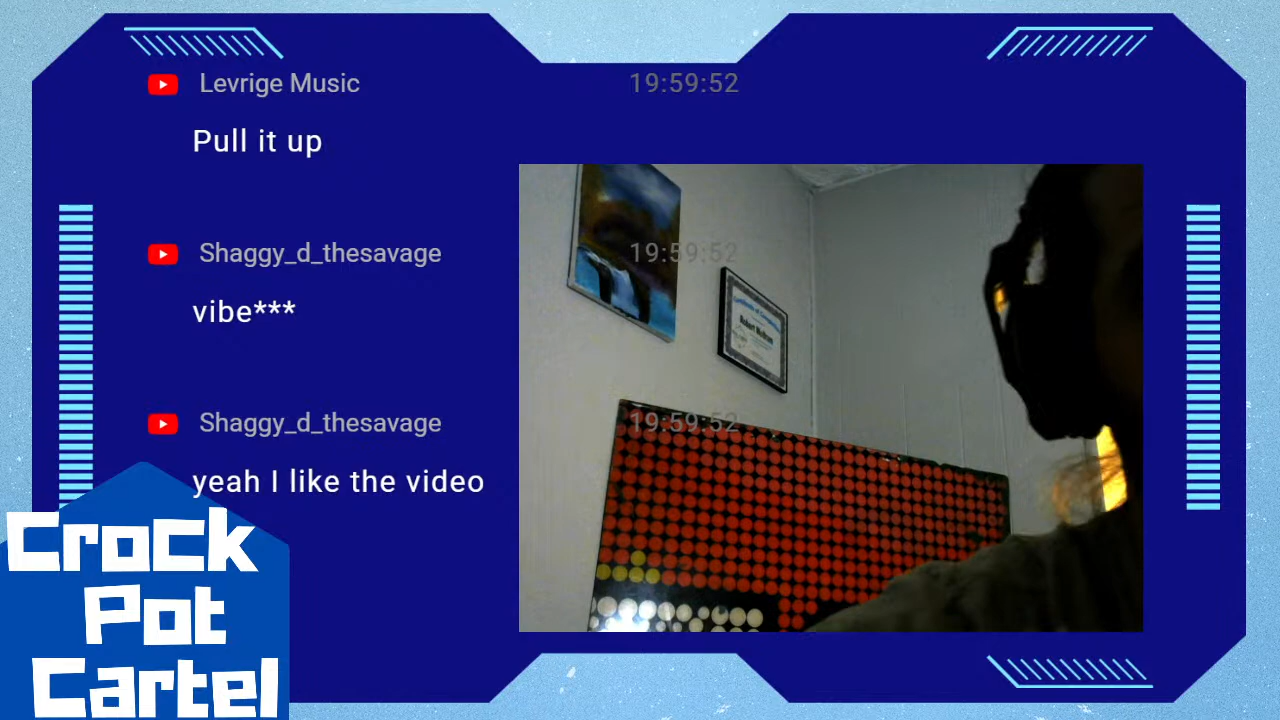 Levrige Music 19:59:52
Pull it up
Shaggy_d_thesavage 19:59:52
vibe***
Shaggy_d_thesavage 19:59:52
yeah I like the video
Crock
Pot
Cartel
Robert